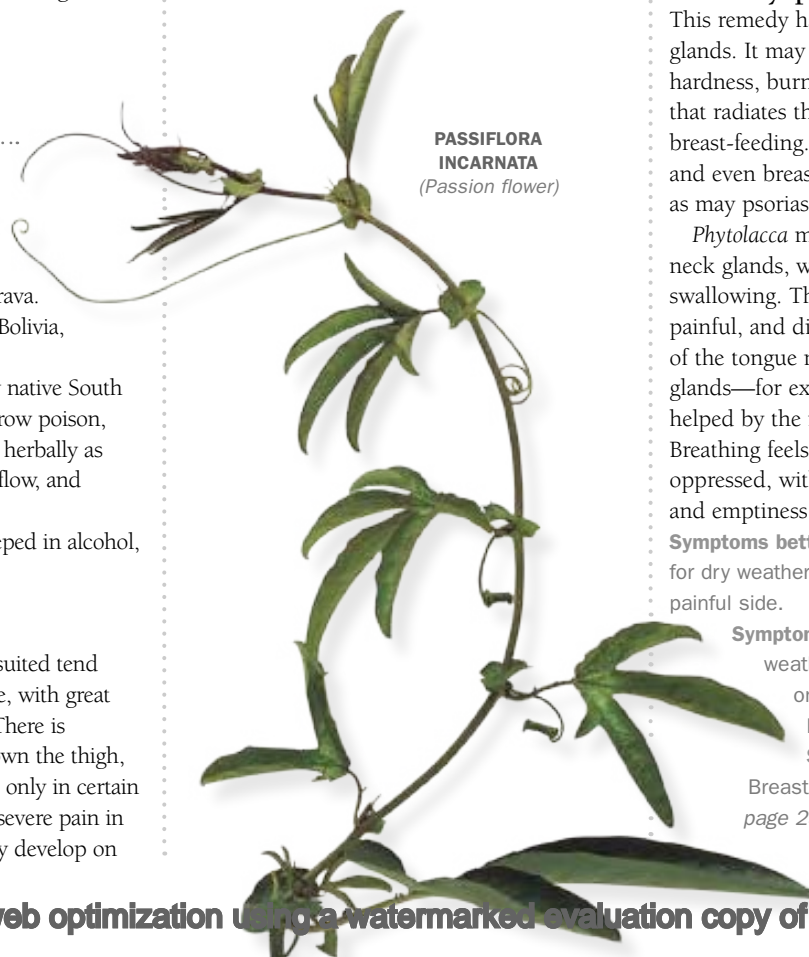 rava.
Bolivia,
native South
row poison,
herbally as
flow, and
eped in alcohol,
suited tend
e, with great
There is
own the thigh,
only in certain
severe pain in
y develop on
PASSIFLORA
INCARNATA
(Passion flower)
This remedy h
glands. It may
hardness, burn
that radiates th
breast-feeding.
and even breas
as may psorias
Phytolacca m
neck glands, w
swallowing. Th
painful, and di
of the tongue
glands—for ex
helped by the
Breathing feels
oppressed, wit
and emptiness
Symptoms bett
for dry weather
painful side.
Symptom
weat
or
Breast
page 2
web optimization using a watermarked evaluation copy of